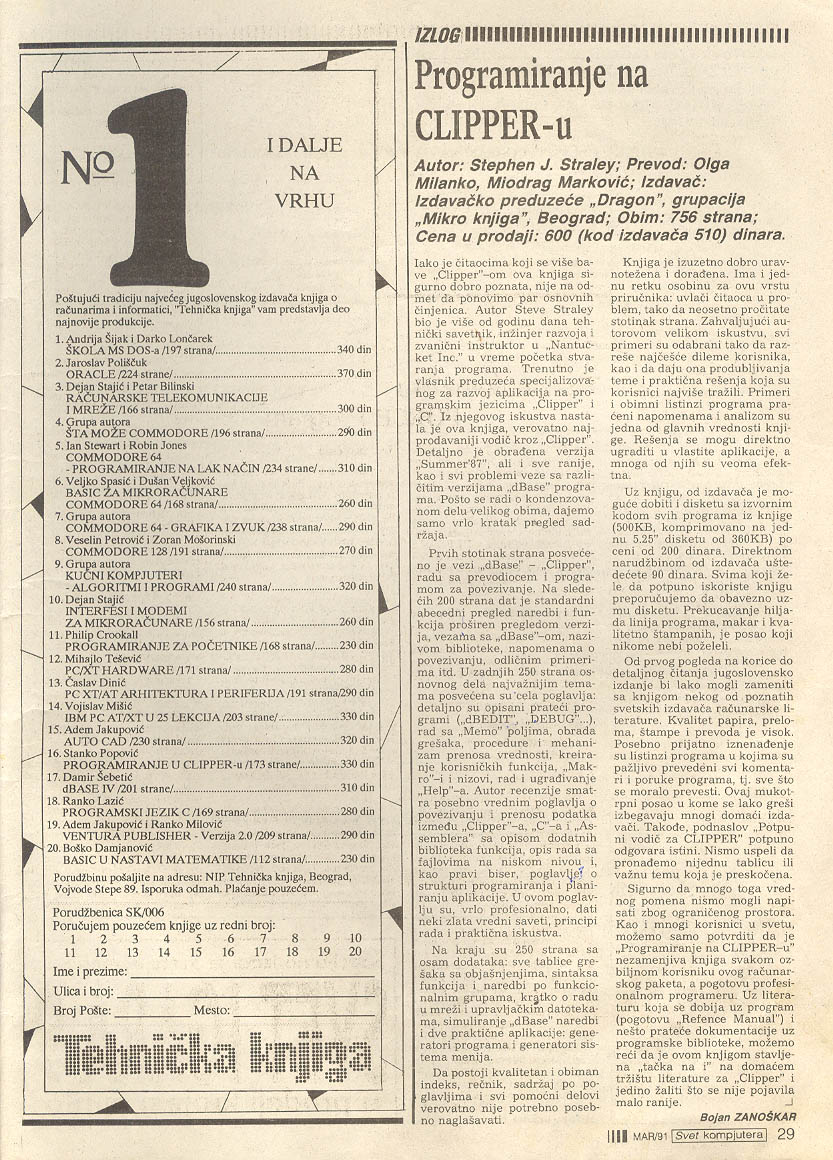 No 1
I DALJE
NA
VRHU
Poštujući tradiciju najvećeg jugoslovenskog izdavača knjiga o
računarima i informatici, "Tehnička knjiga" vam predstavlja deo
najnovije produkcije.
1. Andrija Šijak i Darko Lončarek
ŠKOLA MS DOS-a /197 strana/...340 din
2. Jaroslav Poliščuk
ORACLE /224 strane/...370 din
3. Dejan Stajić i Petar Bilinski
RAČUNARSKE TELEKOMUNIKACIJE
I MREŽE /166 strana/...300 din
4. Grupa autora
ŠTA MOŽE COMMODORE /196 strana/...290 din
5. Ian Stewart i Robin Jones
COMMODORE 64
- PROGRAMIRANJE NA LAK NAČIN /234 strane/...310 din
6. Veljko Spasić i Dušan Veljković
BASIC ZA MIKRORAČUNARE
COMMODORE 64 /168 strana/...260 din
7. Grupa autora
COMMODORE 64 - GRAFIKA I ZVUK /238 strana/...290 din
8. Veselin Petrović i Zoran Mošorinski
COMMODORE 128 /191 strana/...270 din
9. Grupa autora
KUĆNI KOMPJUTERI
- ALGORITMI I PROGRAMI /240 strana/...320 din
10. Dejan Stajić
INTERFEŠI I MODEMI
ZA MIKRORAČUNARE /156 strana/...260 din
11. Philip Crookall
PROGRAMIRANJE ZA POČETNIKE /168 strana/...230 din
12. Mihajlo Tešević
PC/XT HARDWARE /171 strana/...280 din
13. Časlav Dinić
PC XT/AT ARHITEKTURA I PERIFERIJA /191 strana/290 din
14. Vojislav Mišić
IBM PC AT/XT U 25 LEKCIJA /203 strane/...330 din
15. Adem Jakupović
AUTO CAD /230 strana/...320 din
16. Stanko Popović
PROGRAMIRANJE U CLIPPER-u /173 strane/...330 din
17. Damir Šebetić
dBASE IV /201 strana/...310 din
18. Ranko Lazić
PROGRAMSKI JEZIK C /169 strana/...280 din
19. Adem Jakupović i Ranko Milović
VENTURA PUBLISHER - Verzija 2.0 /209 strana/...290 din
20. Boško Damjanović
BASIC U NASTAVI MATEMATIKE /112 strana/...230 din
Porudžbinu pošaljite na adresu: NIP Tehnička knjiga, Beograd,
Vojvode Stepe 89. Isporuka odmah. Plaćanje pouzećem.
Porudžbenica SK/006
Poručujem pouzećem knjige uz redni broj:
1 2 3 4 5 6 7 8 9 10
11 12 13 14 15 16 17 18 19 20
Ime i prezime:
Ulica i broj:
Broj Pošte: Mesto:
Tehnička knjiga
IZLOG
Programiranje na
CLIPPER-u
Autor: Stephen J. Straley; Prevod: Olga
Milanko, Miodrag Marković; Izdavač:
Izdavačko preduzeće „Dragon", grupacija
„Mikro knjiga", Beograd; Obim: 756 strana;
Cena u prodaji: 600 (kod izdavača 510) dinara.
Iako je čitaocima koji se više ba-
ve „Clipper"-om ova knjiga si-
gurno dobro poznata, nije na od-
met da ponovimo par osnovnih
činjenica. Autor Steve Straley
bio je više od godinu dana teh-
nički savetnik, inžinjer razvoja i
zvanični instruktor u „Nantuc-
ket Inc." u vreme početka stva-
ranja programa. Trenutno je
vlasnik preduzeća specijalizova-
nog za razvoj aplikacija na pro-
gramskim jezicima „Clipper" i
„C". Iz njegovog iskustva nasta-
la je ova knjiga, verovatno naj-
prodavaniji vodič kroz „Clipper".
Detaljno je obrađena verzija
„Summer'87", ali i sve ranije,
kao i svi problemi veze sa razli-
čitim verzijama „dBase" progra-
ma. Pošto se radi o kondenzova-
nom delu velikog obima, dajemo
samo vrlo kratak pregled sad-
ržaja.
Prvih stotinak strana posveće-
no je vezi „dBase" – „Clipper",
radu sa prevodiocem i progra-
mom za povezivanje. Na slede-
ćih 200 strana dat je standardni
abecedni pregled naredbi i fun-
kcija proširen pregledom verzi-
ja, vezama sa „dBase"-om, nazi-
vom biblioteke, napomenama o
povezivanju, odličnim primeri-
ma itd. U zadnjih 250 strana os-
novnog dela najvažnijim tema-
ma posvećena su cela poglavlja:
detaljno su opisani prateći pro-
grami („dBEDIT", „DEBUG"...),
rad sa „Memo" poljima, obrada
grešaka, procedure i mehani-
zam prenosa vrednosti, kreira-
nje korisničkih funkcija, „Mak-
ro"-i i nizovi, rad i ugrađivanje
„Help"-a. Autor recenzije smat-
ra posebno vrednim poglavlja o
povezivanju i prenosu podatka
između „Clipper"-a, „C"-a i „As-
semblera" sa opisom dodatnih
biblioteka funkcija, opis rada sa
fajlovima na niskom nivou i,
kao pravi biser, poglavlje o
strukturi programiranja i plani-
ranju aplikacije. U ovom poglav-
lju su, vrlo profesionalno, dati
neki zlata vredni saveti, principi
rada i praktična iskustva.
Na kraju su 250 strana sa
osam dodataka: sve tablice gre-
šaka sa objašnjenjima, sintaksa
funkcija i naredbi po funkcio-
nalnim grupama, kratko o radu
u mreži i upravljačkim datoteka-
ma, simuliranje „dBase" naredbi
i dve praktične aplikacije: gene-
ratori programa i generatori sis-
tema menija.
Da postoji kvalitetan i obiman
indeks, rečnik, sadržaj po po-
glavljima i svi pomoćni delovi
verovatno nije potrebno poseb-
no naglašavati.
Knjiga je izuzetno dobro urav-
notežena i dorađena. Ima i jed-
nu retku osobinu za ovu vrstu
priručnika: uvlači čitaoca u pro-
blem, tako da neosetno pročitate
stotinak strana. Zahvaljujući au-
torovom velikom iskustvu, svi
primeri su odabrani tako da raz-
reše najčešće dileme korisnika,
kao i da daju ona produbljivanja
teme i praktična rešenja koja su
korisnici najviše tražili. Primeri
i obimni listinzi programa pra-
ćeni napomenama i analizom su
jedna od glavnih vrednosti knji-
ge. Rešenja se mogu direktno
ugraditi u vlastite aplikacije, a
mnoga od njih su veoma efek-
tna.
Uz knjigu, od izdavača je mo-
guće dobiti i disketu sa izvornim
kodom svih programa iz knjige
(500KB, komprimovano na jed-
nu 5.25" disketu od 360KB) po
ceni od 200 dinara. Direktnom
narudžbinom od izdavača ušte-
dećete 90 dinara. Svima koji že-
le da potpuno iskoriste knjigu
preporučujemo da obavezno uz-
mu disketu. Prekucavanje hilja-
da linija programa, makar i kva-
litetno štampanih, je posao koji
nikome nebi poželeli.
Od prvog pogleda na korice do
detaljnog čitanja jugoslovensko
izdanje bi lako mogli zameniti
sa knjigom nekog od poznatih
svetskih izdavača računarske li-
terature. Kvalitet papira, prelo-
ma, štampe i prevoda je visok.
Posebno prijatno iznenađenje
su listinzi programa u kojima su
pažljivo prevedeni svi komenta-
ri i poruke programa, tj. sve što
se moralo prevesti. Ovaj mukot-
rpni posao u kome se lako greši
izbegavaju mnogi domaći izda-
vači. Takođe, podnaslov „Potpu-
ni vodič za CLIPPER" potpuno
odgovara istini. Nismo uspeli da
pronađemo nijednu tablicu ili
važnu temu koja je preskočena.
Sigurno da mnogo toga vred-
nog pomena nismo mogli napi-
sati zbog ograničenog prostora.
Kao i mnogi korisnici u svetu,
možemo samo potvrditi da je
„Programiranje na CLIPPER-u"
nezamenjiva knjiga svakom oz-
biljnom korisniku ovog računar-
skog paketa, a pogotovu profesi-
onalnom programeru. Uz litera-
turu koja se dobija uz program
(pogotovu „Refence Manual") i
nešto prateće dokumentacije uz
programske biblioteke, možemo
reći da je ovom knjigom stavlje-
na „tačka na i" na domaćem
tržištu literature za „Clipper" i
jedino žaliti što se nije pojavila
malo ranije.
Bojan ZANOŠKAR
MAR/91 Svet kompjutera 29